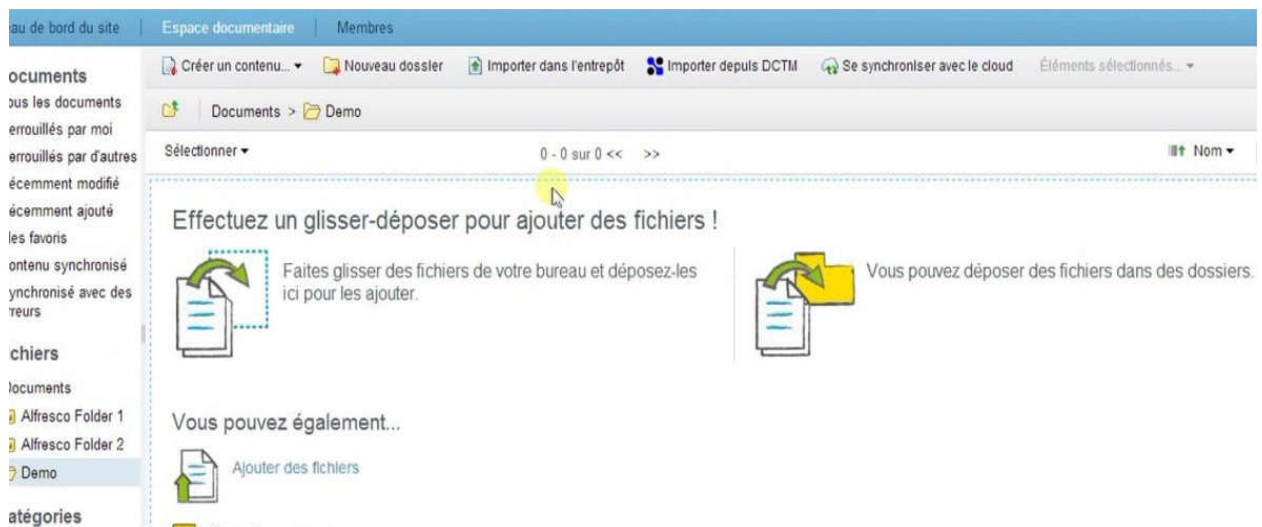 au de bord du site | Espace documentaire | Membres
Créer un contenu... Nouveau dossier Importer dans l'entrepôt Importer depuis DCTM Se synchroniser avec le cloud Éléments sélectionnés...
Documents > Demo
Sélectionner 0 - 0 sur 0 << >> Nom
ocuments
ous les documents
errouillés par moi
errouillés par d'autres
écemment modifié
écemment ajouté
les favoris
ontenu synchronisé
ynchronisé avec des
reurs
chiers
Documents
Alfresco Folder 1
Alfresco Folder 2
Demo
atégories
Effectuez un glisser-déposer pour ajouter des fichiers !
Faites glisser des fichiers de votre bureau et déposez-les
ici pour les ajouter.
Vous pouvez déposer des fichiers dans des dossiers.
Vous pouvez également...
Ajouter des fichiers